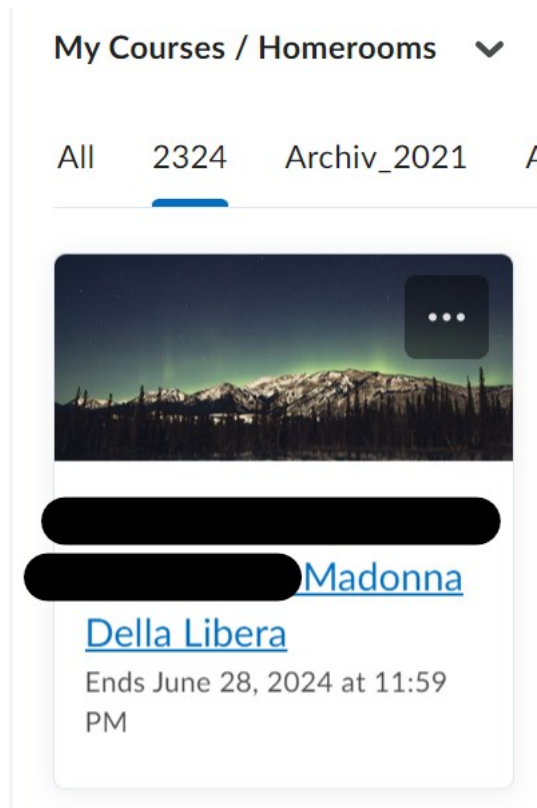 My Courses / Homerooms
All 2324 Archiv_2021
Madonna
Della Libera
Ends June 28, 2024 at 11:59
PM